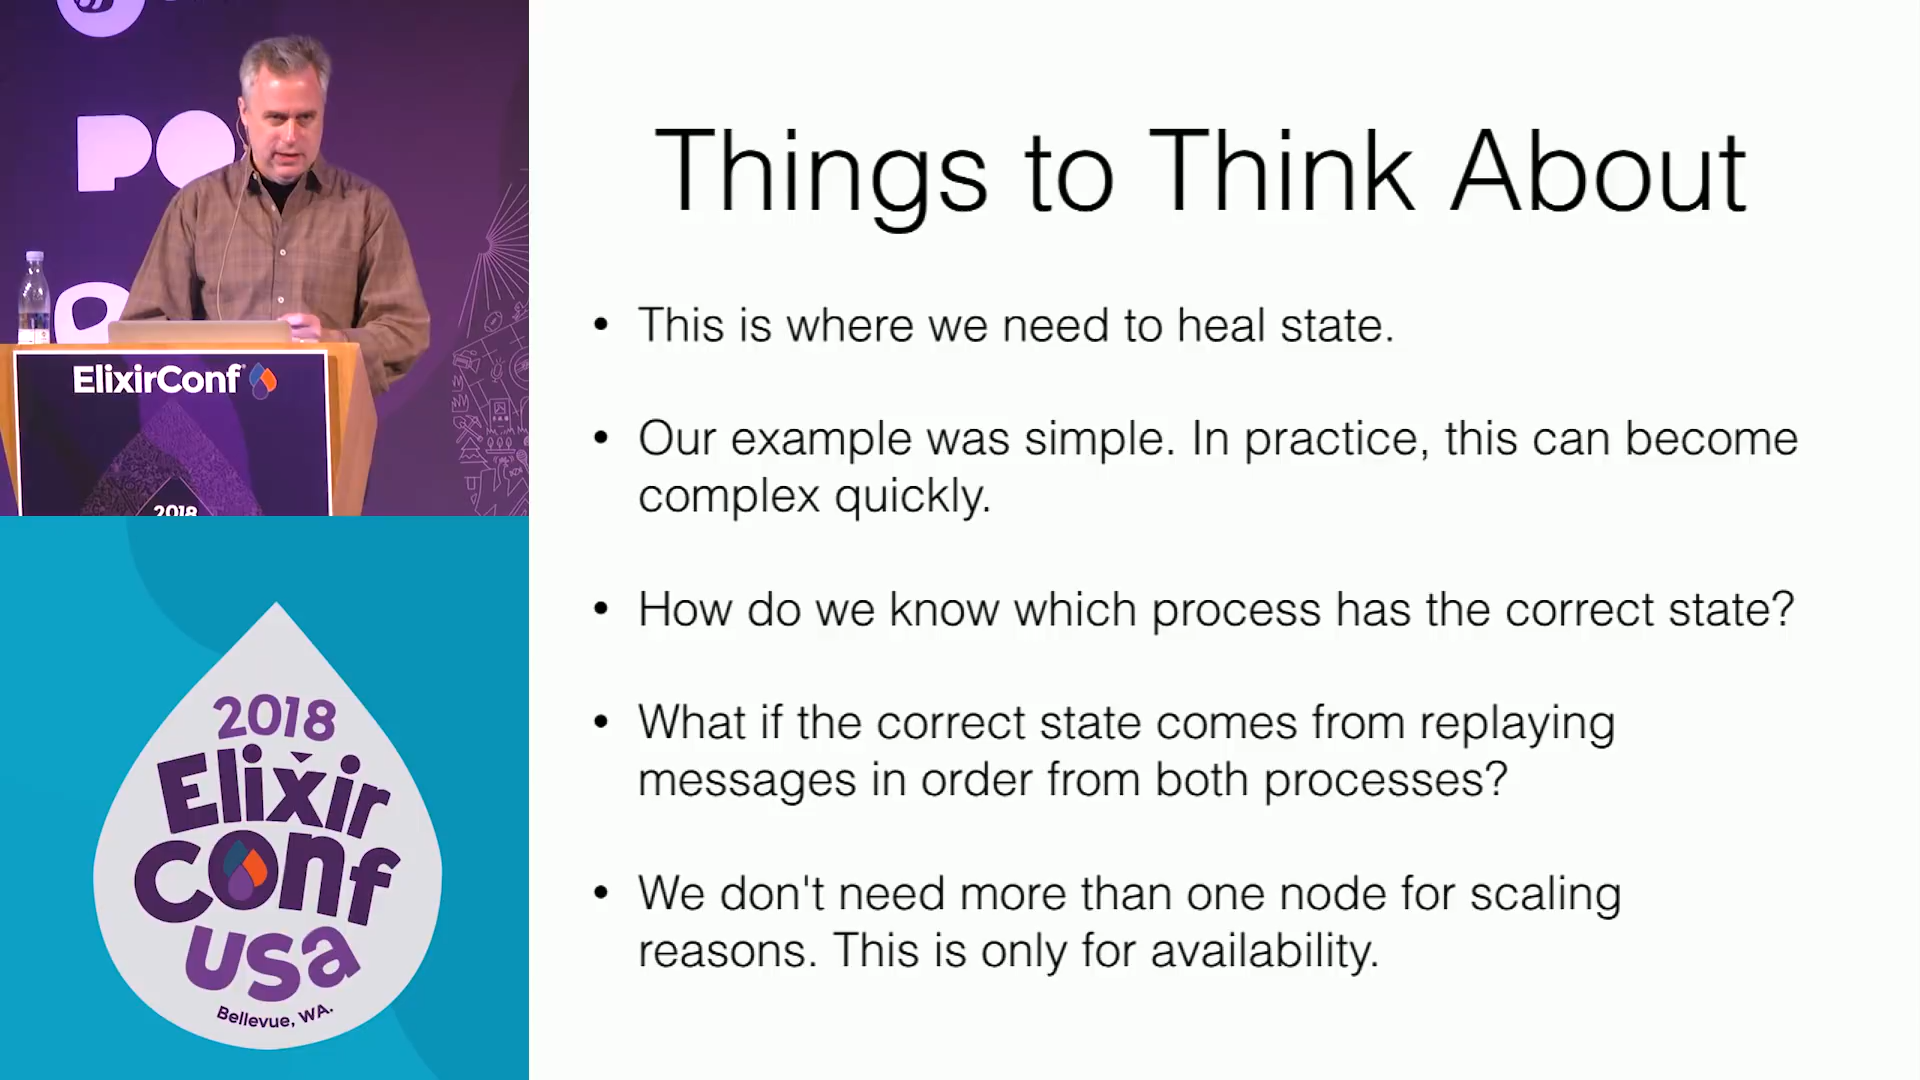 PO
ElixirConf
2018
2018
Elixir
Conf
USA
Bellevue, WA.
Things to Think About
• This is where we need to heal state.
• Our example was simple. In practice, this can become
complex quickly.
• How do we know which process has the correct state?
• What if the correct state comes from replaying
messages in order from both processes?
• We don't need more than one node for scaling
reasons. This is only for availability.